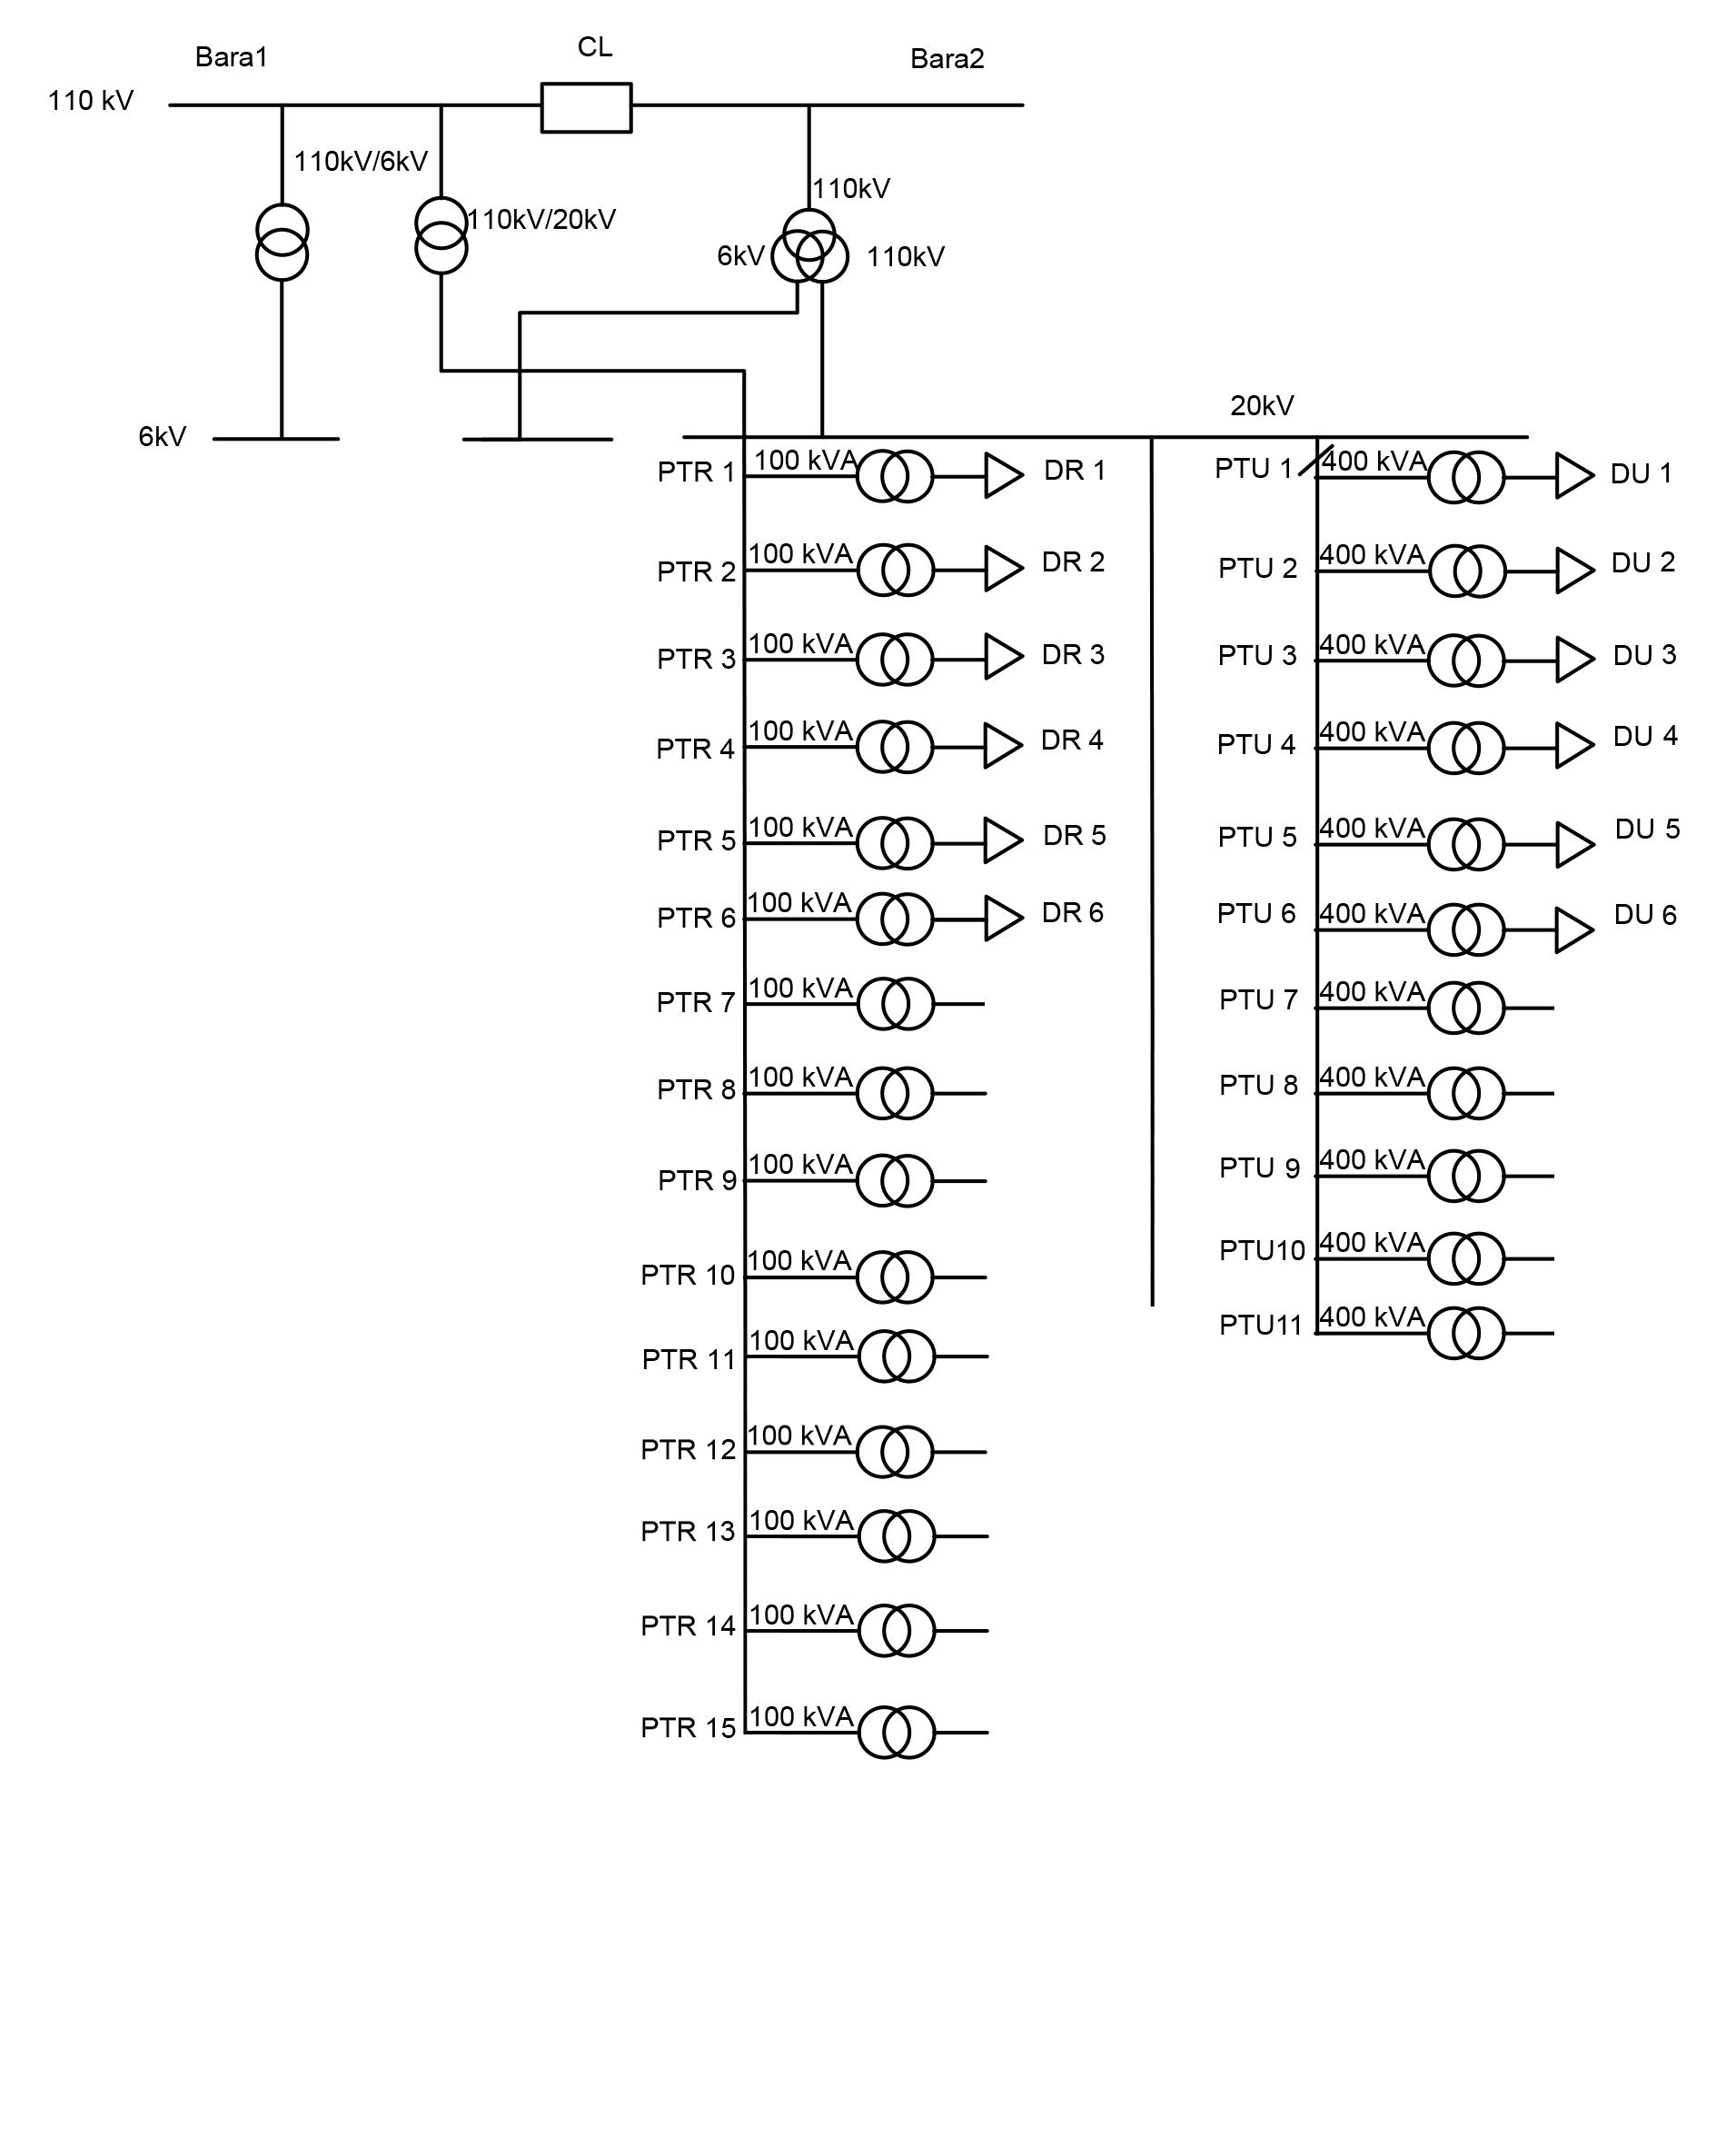 Bara1
CL
Bara2
110 kV
110kV/6kV
110kV/20kV
110kV
6kV
110kV
20kV
6kV
PTR 1
100 kVA
DR 1
PTU 1
400 kVA
DU 1
PTR 2
100 kVA
DR 2
PTU 2
400 kVA
DU 2
PTR 3
100 kVA
DR 3
PTU 3
400 kVA
DU 3
PTR 4
100 kVA
DR 4
PTU 4
400 kVA
DU 4
PTR 5
100 kVA
DR 5
PTU 5
400 kVA
DU 5
PTR 6
100 kVA
DR 6
PTU 6
400 kVA
DU 6
PTR 7
100 kVA
PTU 7
400 kVA
PTR 8
100 kVA
PTU 8
400 kVA
PTR 9
100 kVA
PTU 9
400 kVA
PTR 10
100 kVA
PTU10
400 kVA
PTR 11
100 kVA
PTU11
400 kVA
PTR 12
100 kVA
PTR 13
100 kVA
PTR 14
100 kVA
PTR 15
100 kVA